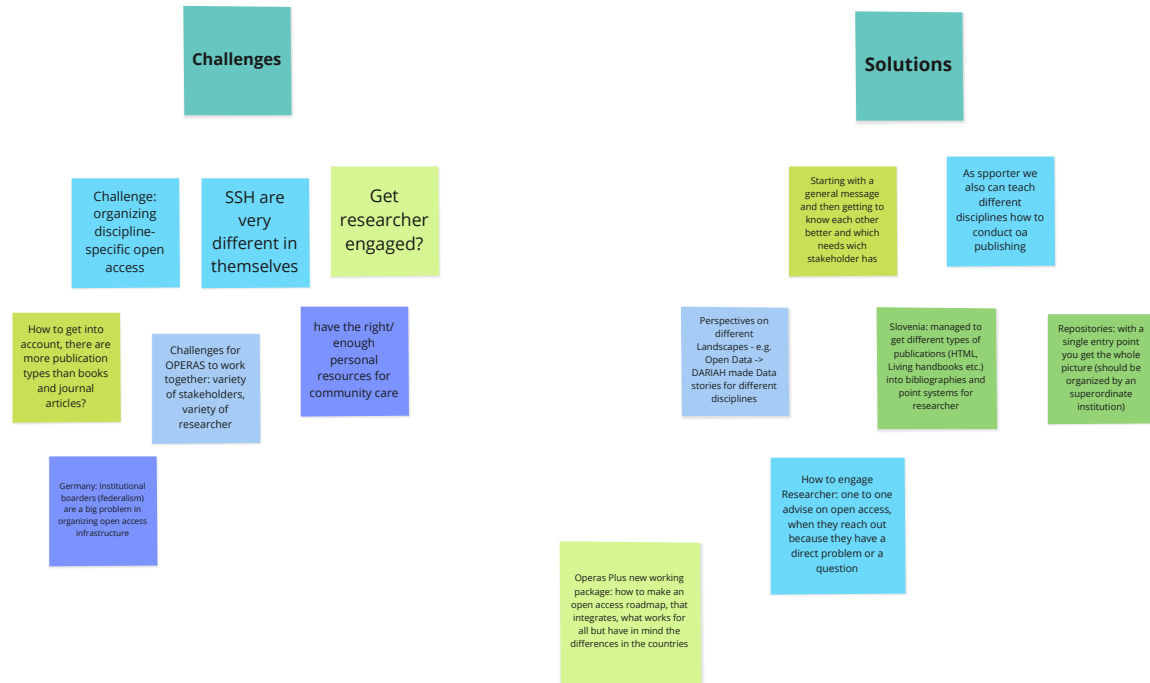 Challenges
Solutions
Challenge:
organizing
discipline-
specific open
access
SSH are
very
different in
themselves
Get
researcher
engaged?
How to get into
account, there are
more publication
types than books
and journal
articles?
Challenges for
OPERAS to work
together: variety
of stakeholders,
variety of
researcher
have the right/
enough
personal
resources for
community care
Germany: Institutional
boarders (federalism)
are a big problem in
organizing open access
infrastructure
Starting with a
general message
and then getting to
know each other
better and which
needs wich
stakeholder has
As spporter we
also can teach
different
disciplines how to
conduct oa
publishing
Perspectives on
different
Landscapes - e.g.
Open Data ->
DARIAH made Data
stories for different
disciplines
Slovenia: managed to
get different types of
publications (HTML,
Living handbooks etc.)
into bibliographies and
point systems for
researcher
Repositories: with a
single entry point
you get the whole
picture (should be
organized by an
superordinate
institution)
How to engage
Researcher: one to one
advise on open access,
when they reach out
because they have a
direct problem or a
question
Operas Plus new working
package: how to make an
open access roadmap, that
integrates, what works for
all but have in mind the
differences in the countries